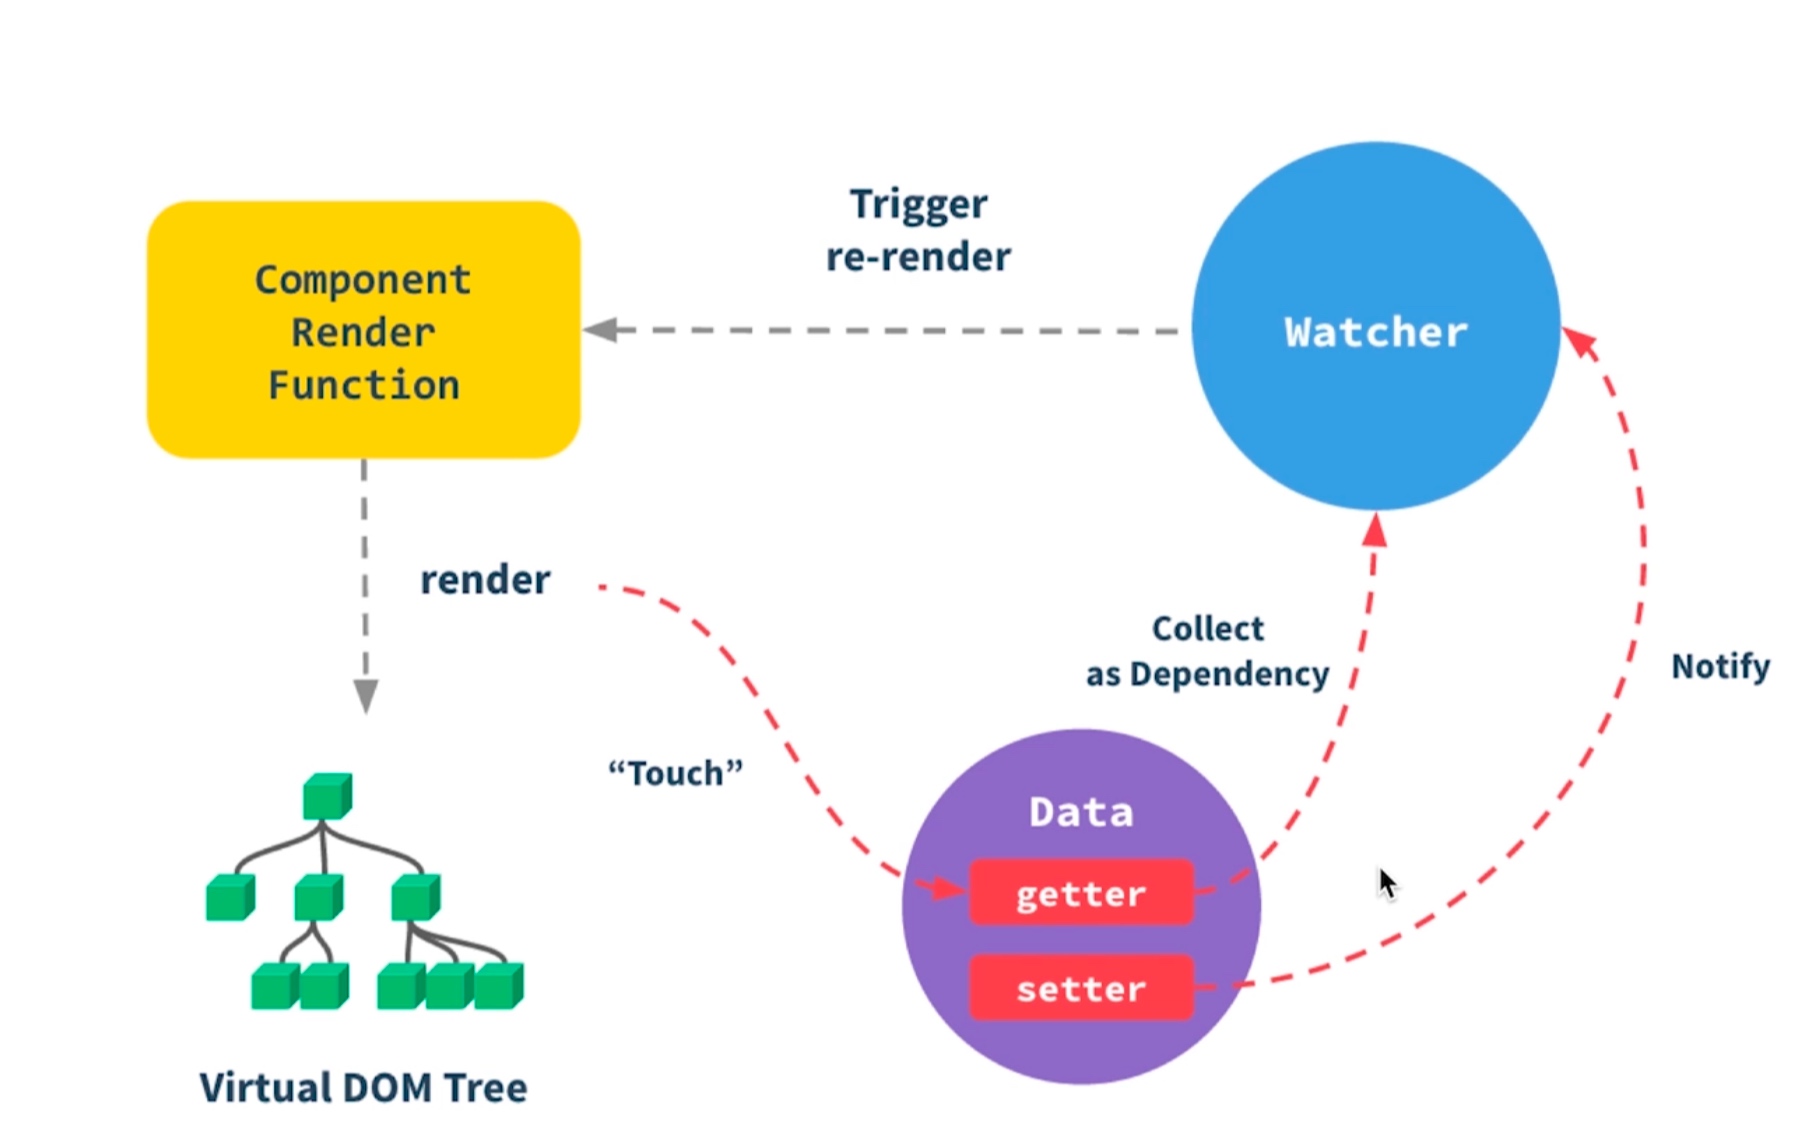 Trigger
re-render
Component
Render
Function
Watcher
render
Collect
as Dependency
Notify
“Touch”
Data
getter
setter
Virtual DOM Tree